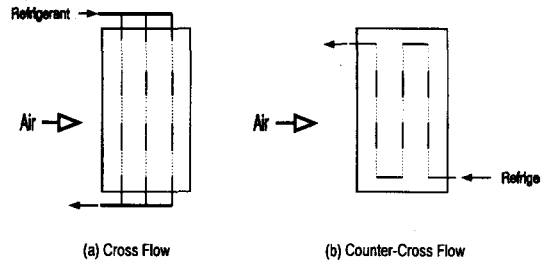 Refrigerant
Air
Air
Refrige
(a) Cross Flow
(b) Counter-Cross Flow